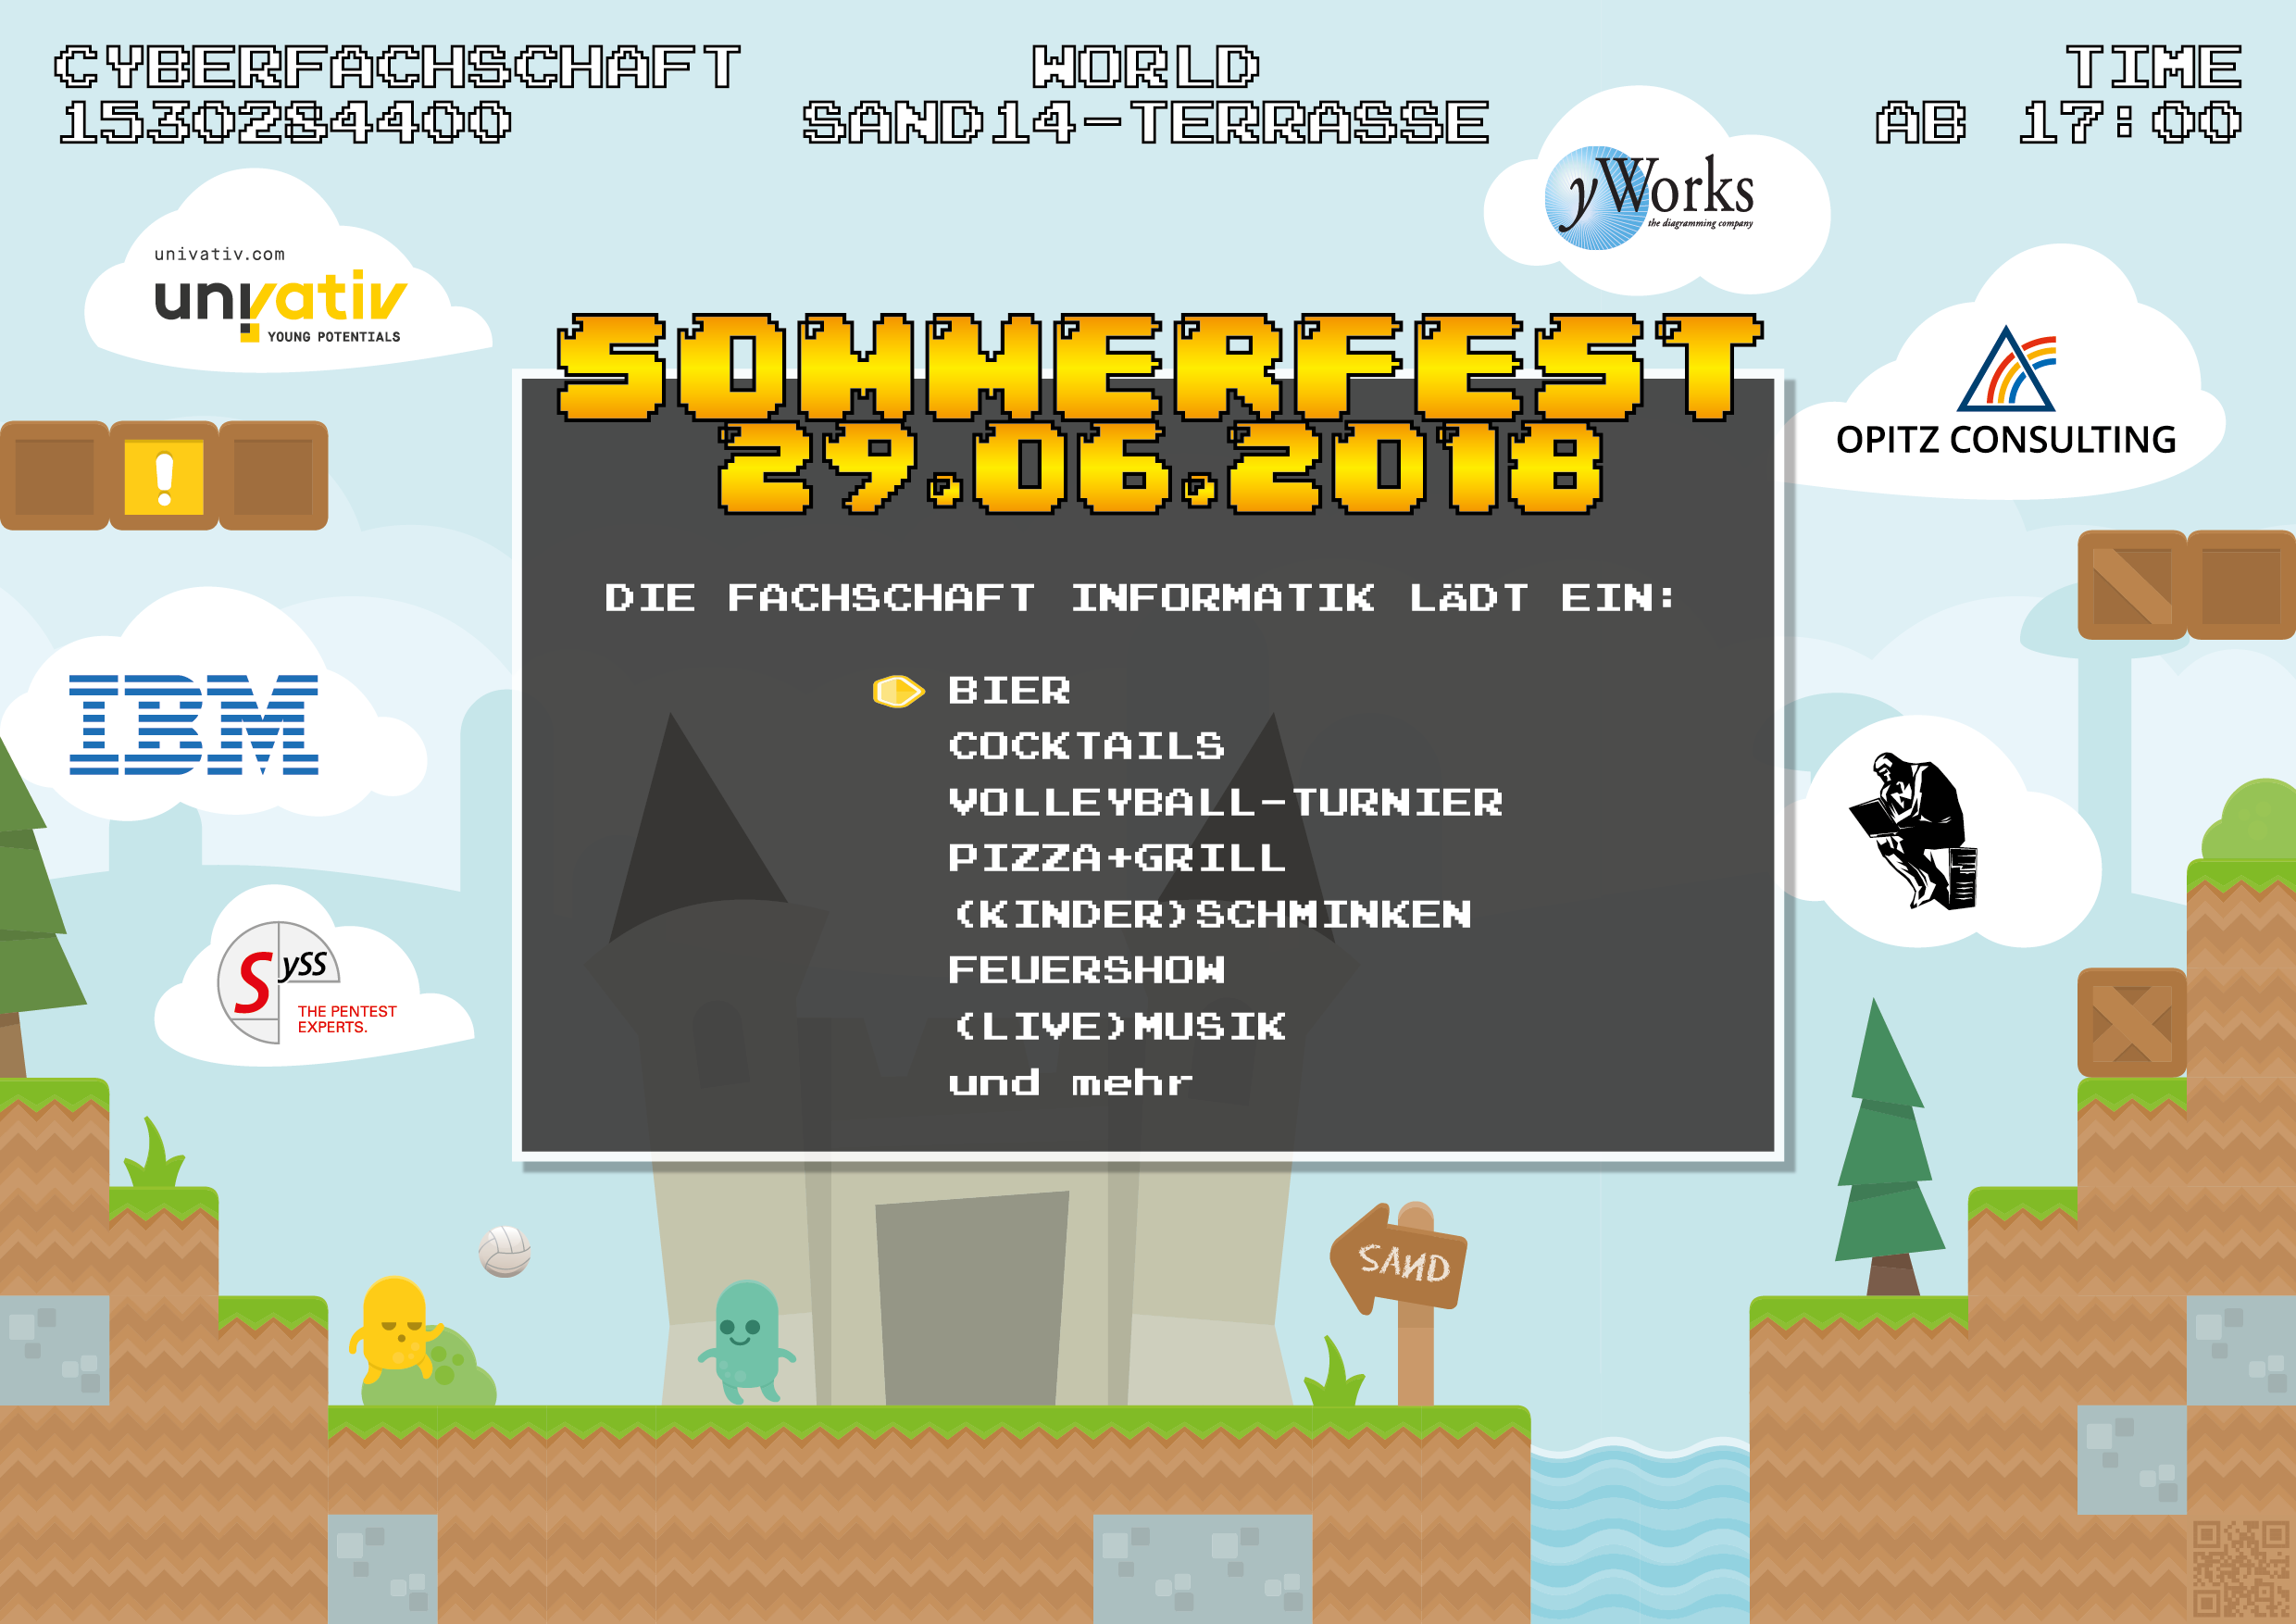 CYBERFACHSCHAFT
1530284400
WORLD
SAND14-TERRASSE
TIME
AB 17:00
yWorks
the diagramming company
univativ.com
univativ
YOUNG POTENTIALS
OPITZ CONSULTING
SOMMERFEST
29.06.2018
!
DIE FACHSCHAFT INFORMATIK LÄDT EIN:
BIER
COCKTAILS
VOLLEYBALL-TURNIER
PIZZA+GRILL
(KINDER)SCHMINKEN
FEUERSHOW
(LIVE)MUSIK
und mehr
IBM
SySS
THE PENTEST
EXPERTS.
SAND